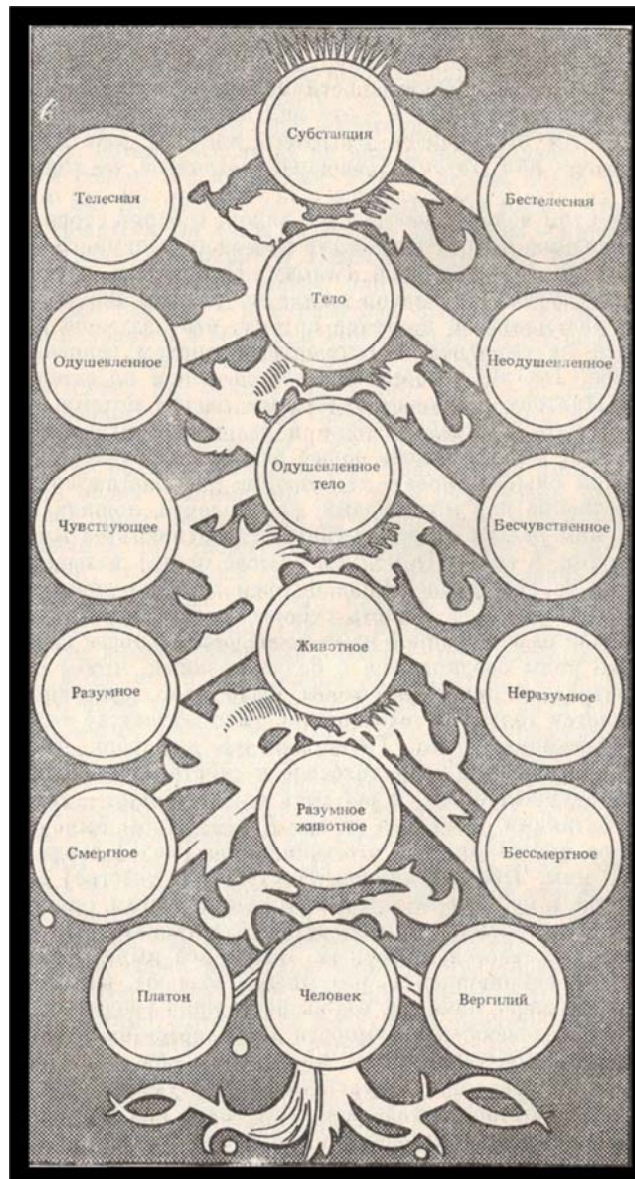 Субстанция
Телесная
Бестелесная
Тело
Одушевленное
Неодушевленное
Одушевленное
тело
Чувствующее
Бесчувственное
Животное
Разумное
Неразумное
Разумное
животное
Смертное
Бессмертное
Платон
Человек
Вергилий